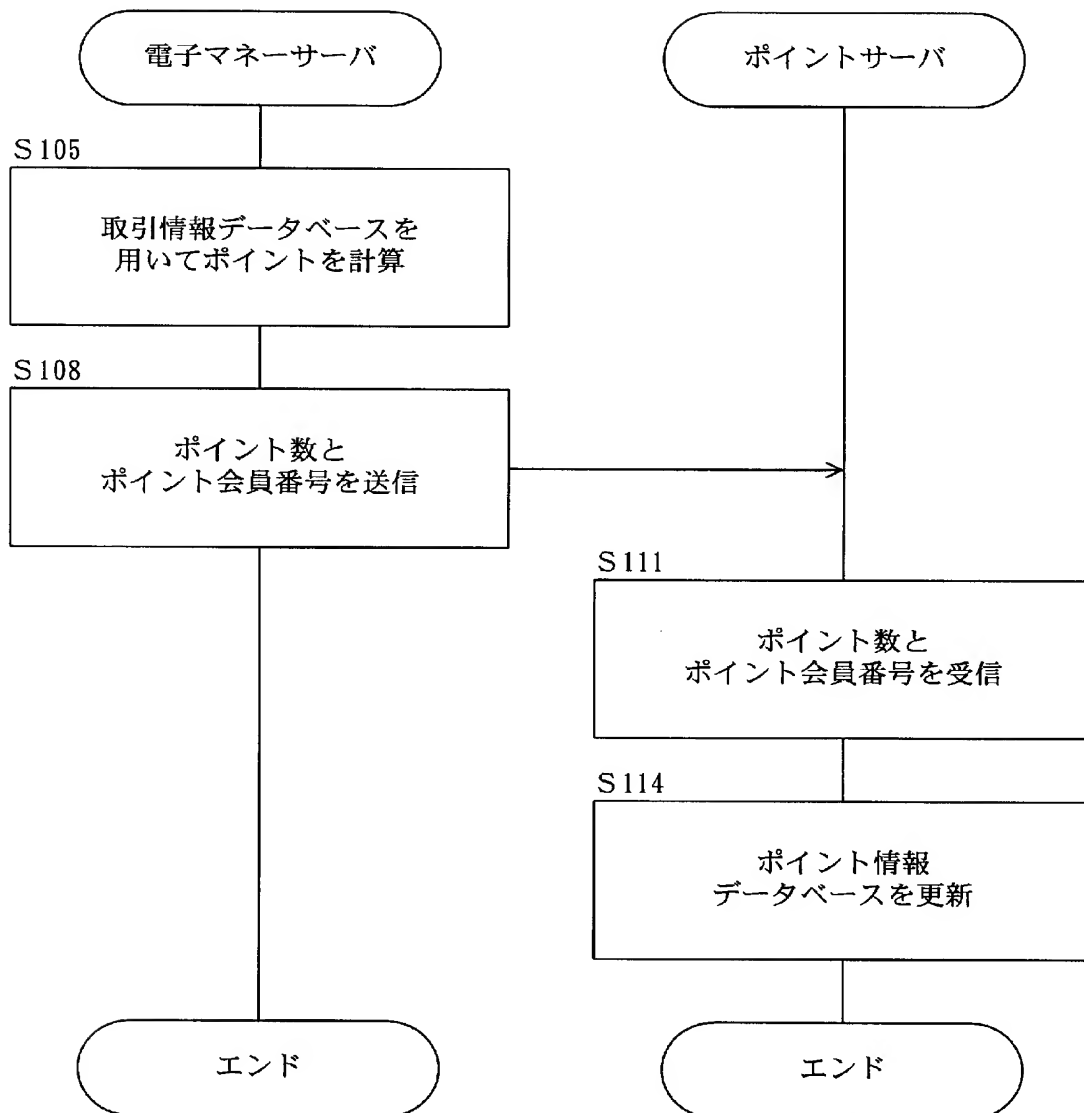 電子マネーサーバ
ポイントサーバ
S105
取引情報データベースを
用いてポイントを計算
S108
ポイント数と
ポイント会員番号を送信
S111
ポイント数と
ポイント会員番号を受信
S114
ポイント情報
データベースを更新
エンド
エンド